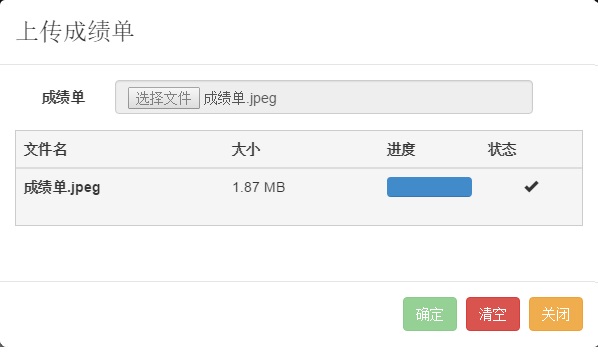 上传成绩单
成绩单 选择文件 成绩单.jpeg
文件名 大小 进度 状态
成绩单.jpeg 1.87 MB
确定 清空 关闭